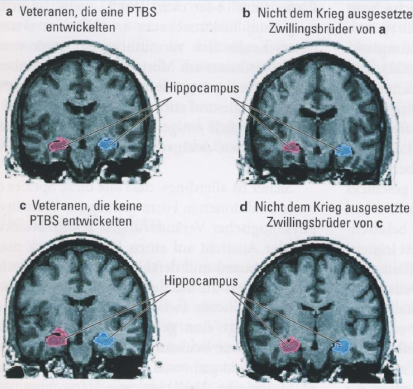 a Veteranen, die eine PTBS
entwickelten
b Nicht dem Krieg ausgesetzte
Zwillingsbrüder von a
Hippocampus
c Veteranen, die keine
PTBS entwickelten
d Nicht dem Krieg ausgesetzte
Zwillingsbrüder von c
Hippocampus